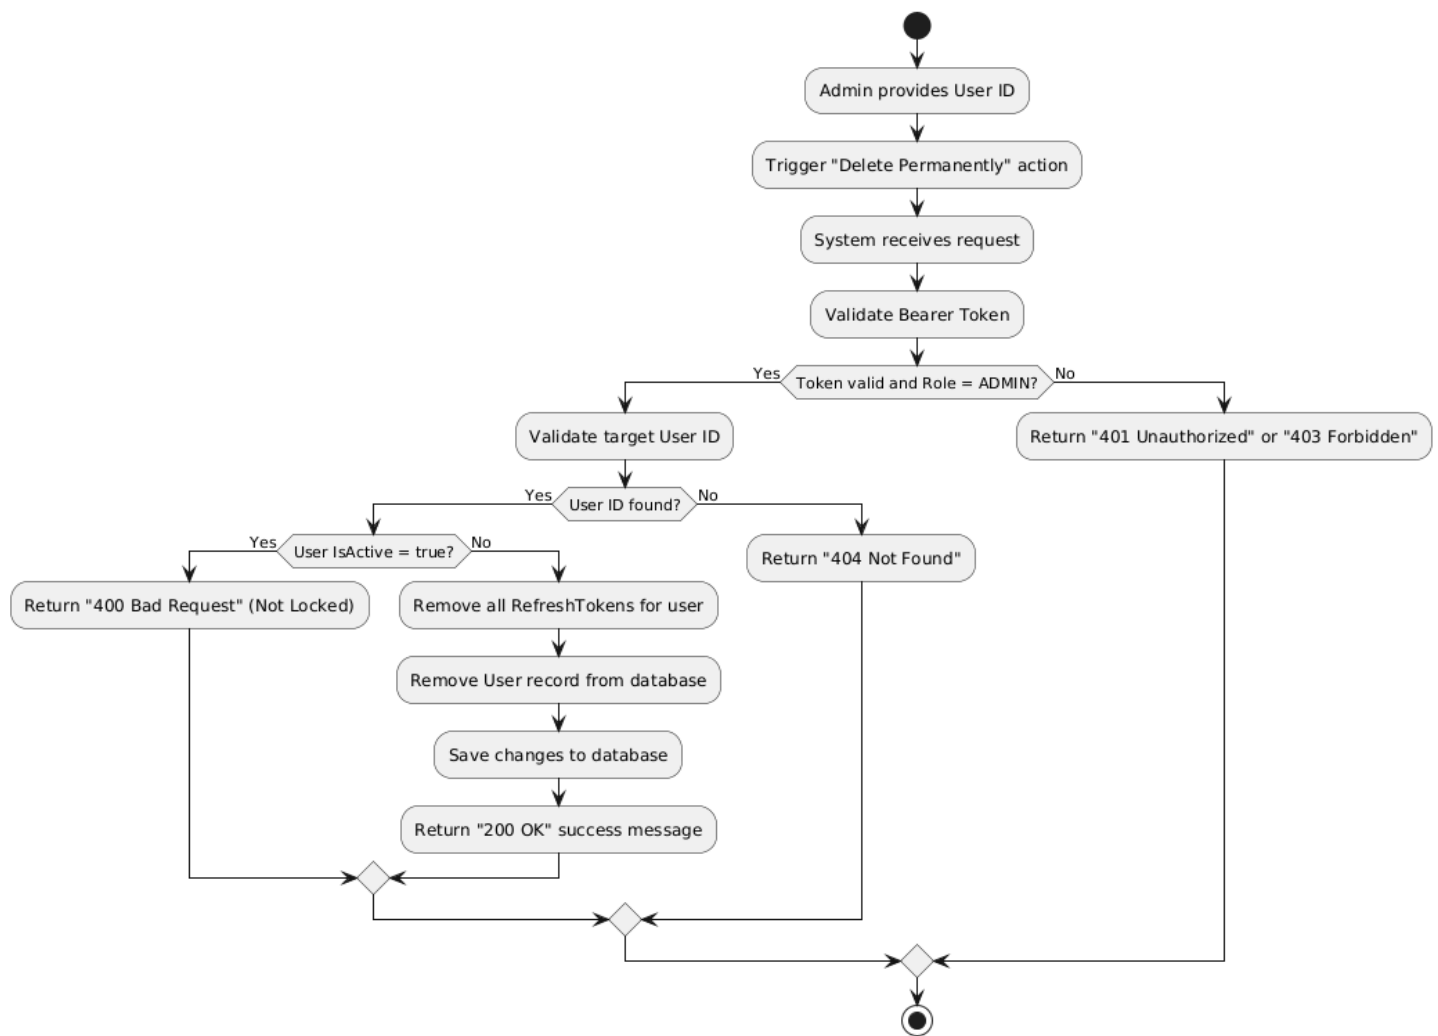 Admin provides User ID
Trigger "Delete Permanently" action
System receives request
Validate Bearer Token
Yes
Token valid and Role = ADMIN?
No
Validate target User ID
Return "401 Unauthorized" or "403 Forbidden"
Yes
User ID found?
No
Yes
User IsActive = true?
No
Return "404 Not Found"
Return "400 Bad Request" (Not Locked)
Remove all RefreshTokens for user
Remove User record from database
Save changes to database
Return "200 OK" success message